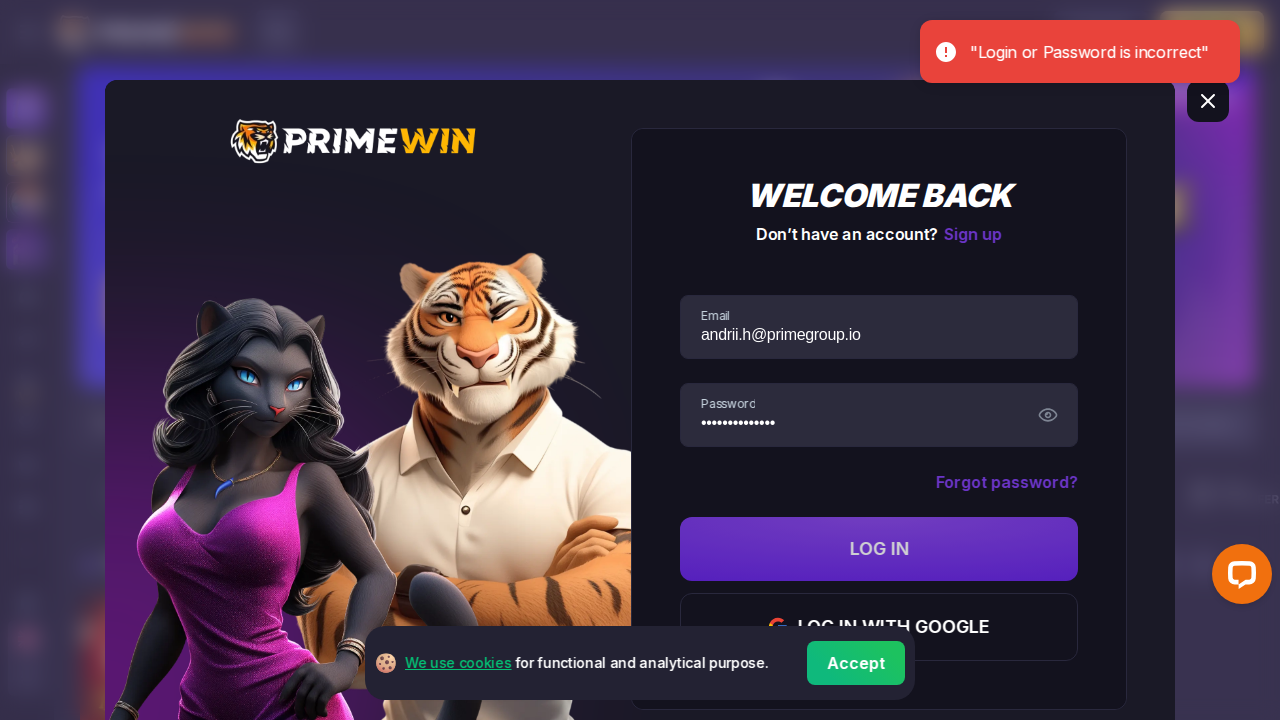 "Login or Password is incorrect"
PRIMEWIN
WELCOME BACK
Don't have an account? Sign up
Email
andrii.h@primegroup.io
Password
••••••••••••••
Forgot password?
LOG IN
LOG IN WITH GOOGLE
We use cookies for functional and analytical purpose.
Accept